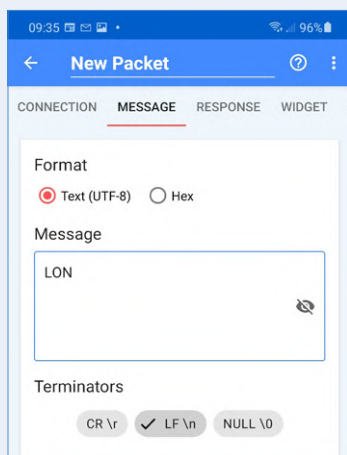 09:35 96%
New Packet
CONNECTION MESSAGE RESPONSE WIDGET
Format
Text (UTF-8) Hex
Message
LON
Terminators
CR \r LF \n NULL \0